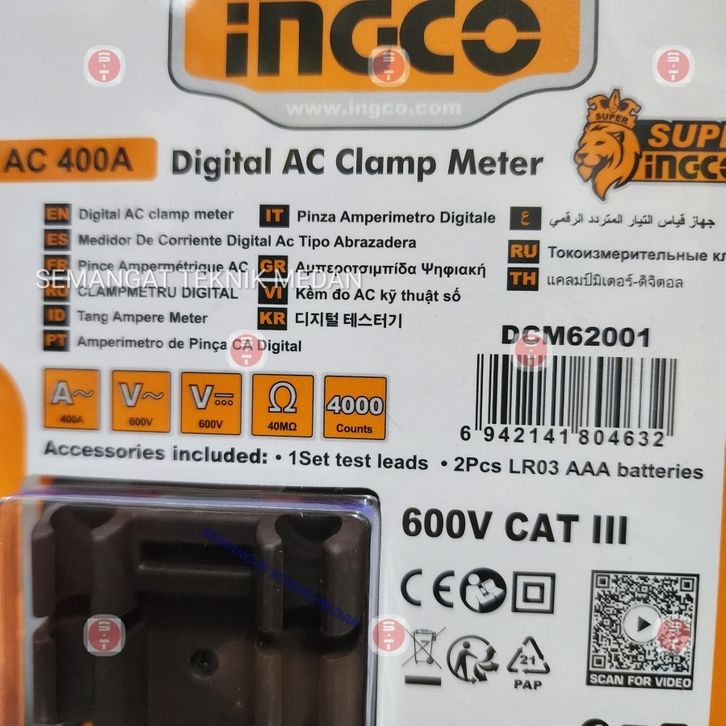 INGCO
www.ingco.com
AC 400A
Digital AC Clamp Meter
SUPER
INGCO
EN Digital AC clamp meter
ES Medidor De Corriente Digital Ac Tipo Abrazadera
FR Pince Ampermétrique AC
RO CLAMPMETRU DIGITAL
ID Tang Ampere Meter
PT Amperimetro de Pinça CA Digital
IT Pinza Amperimetro Digitale
GR Αμπεροτσιμπίδα Ψηφιακή
VI Kềm đo AC kỹ thuật số
KR 디지털 테스터기
ع جهاز قياس التيار المتردد الرقمي
RU Токоизмерительные кл
TH แคลมป์มิเตอร์-ดิจิตอล
SEMANGAT TEKNIK MEDAN
DCM62001
6 942141 804632
A~ 400A
V~ 600V
V⎓ 600V
Ω 40MΩ
4000 Counts
Accessories included: • 1Set test leads • 2Pcs LR03 AAA batteries
600V CAT III
SEMANGAT TEKNIK MEDAN
CE
21
PAP
SCAN FOR VIDEO